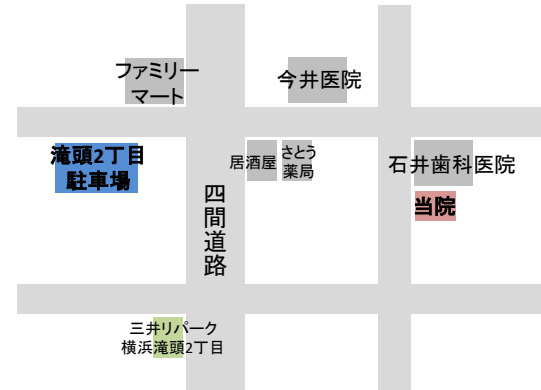 ファミリー
マート
今井医院
滝頭2丁目
駐車場
居酒屋
さとう
薬局
石井歯科医院
当院
四間道路
三井リパーク
横浜滝頭2丁目